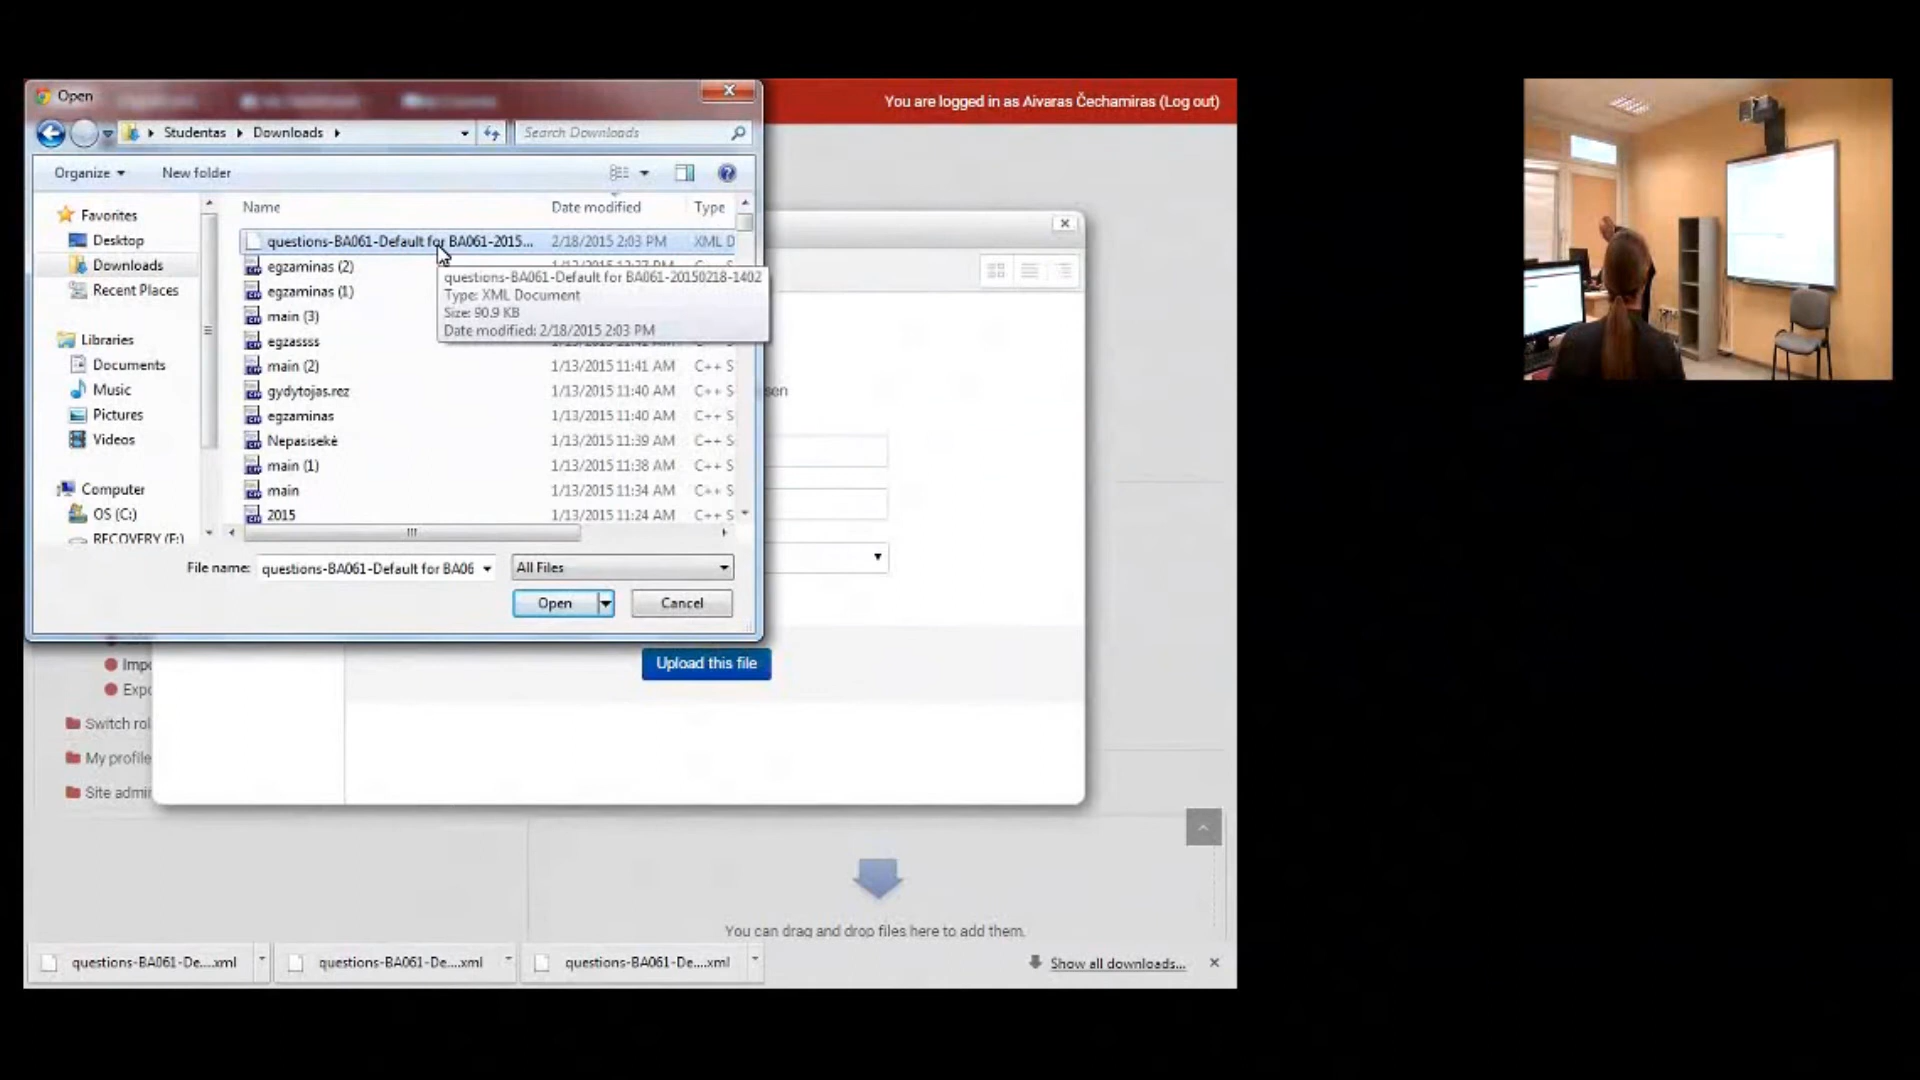 Open
You are logged in as Aivaras Čechamiras (Log out)
Studentas
Downloads
Search Downloads
Organize
New folder
Name
Date modified
Type
Favorites
Desktop
Downloads
Recent Places
Libraries
Documents
Music
Pictures
Videos
Computer
OS (C:)
RECOVERY (F:)
questions-BA061-Default for BA061-2015... 2/18/2015 2:03 PM XML D
egzaminas (2)
egzaminas (1)
main (3)
egzassss
main (2) 1/13/2015 11:41 AM C++ S
gydytojas.rez 1/13/2015 11:40 AM C++ S
egzaminas 1/13/2015 11:40 AM C++ S
Nepasisekė 1/13/2015 11:39 AM C++ S
main (1) 1/13/2015 11:38 AM C++ S
main 1/13/2015 11:34 AM C++ S
2015 1/13/2015 11:24 AM C++ S
questions-BA061-Default for BA061-20150218-1402
Type: XML Document
Size: 90.9 KB
Date modified: 2/18/2015 2:03 PM
File name: questions-BA061-Default for BA06
All Files
Open
Cancel
sen
Upload this file
Impo
Expo
Switch rol
My profile
Site admi
You can drag and drop files here to add them.
questions-BA061-De....xml
questions-BA061-De....xml
questions-BA061-De....xml
Show all downloads...